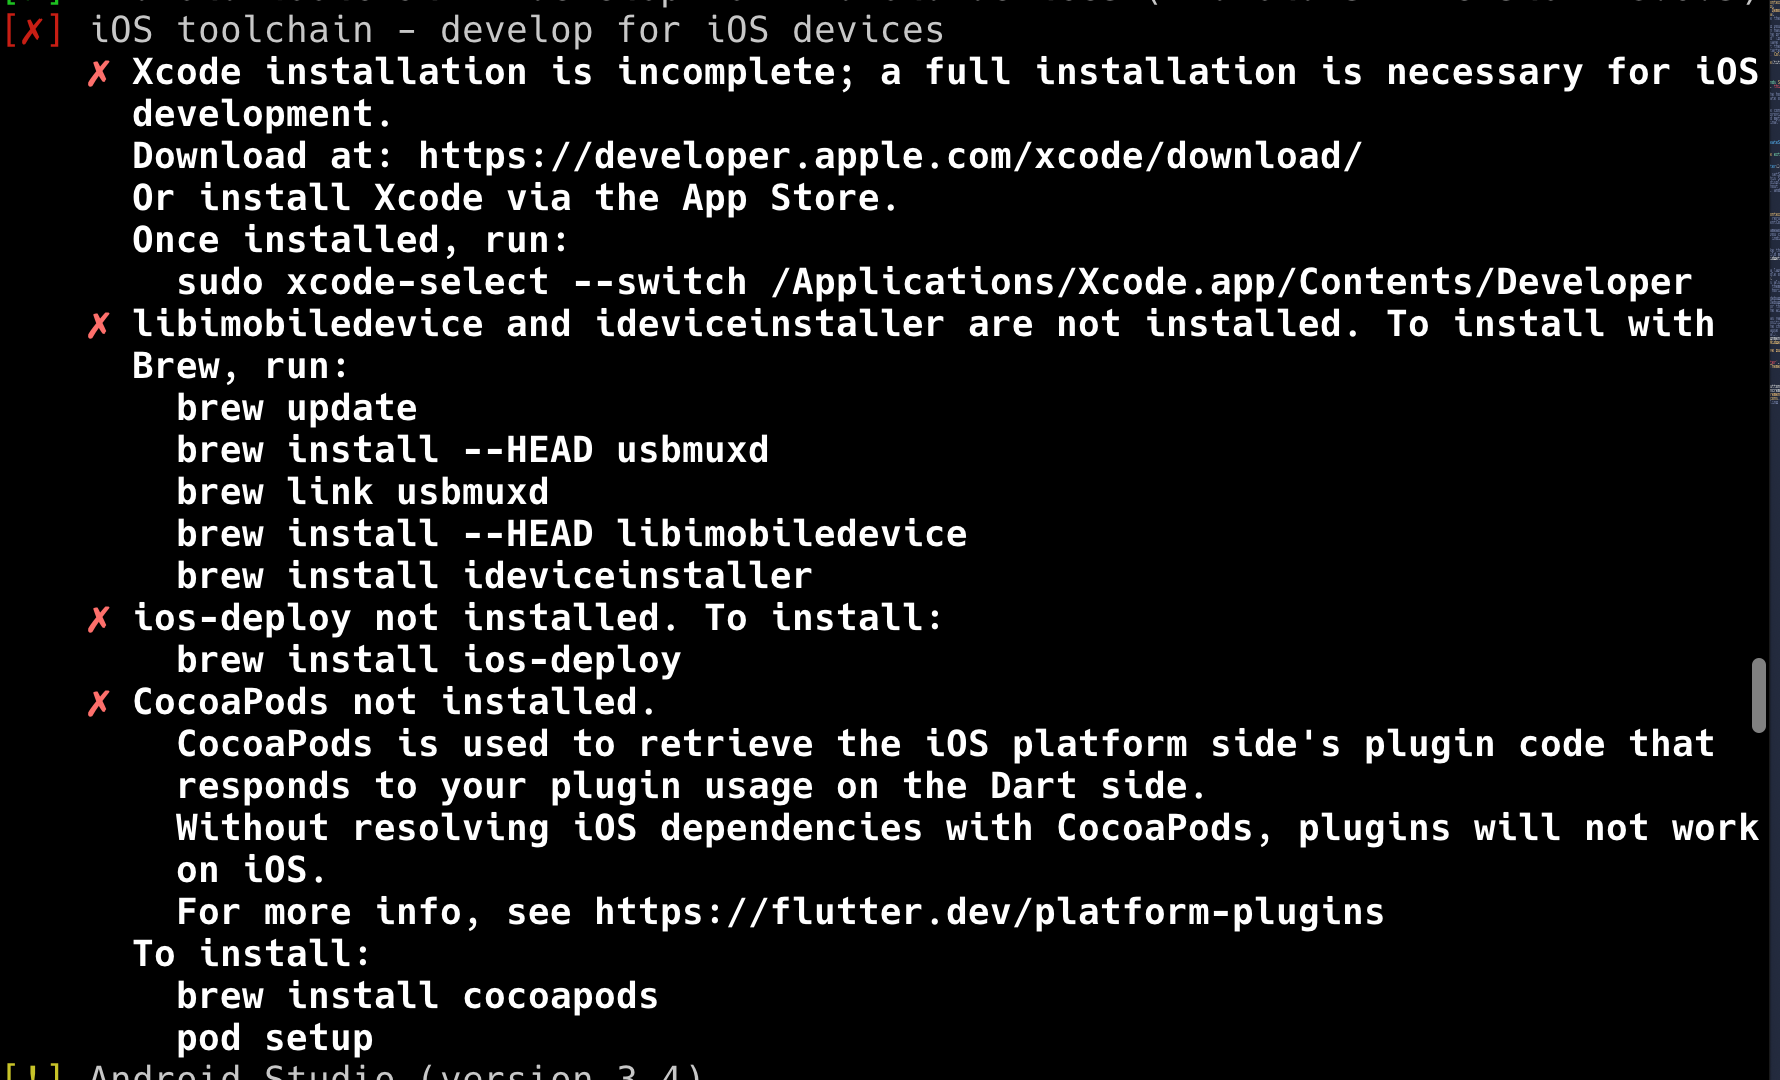 [✗] iOS toolchain - develop for iOS devices
✗ Xcode installation is incomplete; a full installation is necessary for iOS
development.
Download at: https://developer.apple.com/xcode/download/
Or install Xcode via the App Store.
Once installed, run:
sudo xcode-select --switch /Applications/Xcode.app/Contents/Developer
✗ libimobiledevice and ideviceinstaller are not installed. To install with
Brew, run:
brew update
brew install --HEAD usbmuxd
brew link usbmuxd
brew install --HEAD libimobiledevice
brew install ideviceinstaller
✗ ios-deploy not installed. To install:
brew install ios-deploy
✗ CocoaPods not installed.
CocoaPods is used to retrieve the iOS platform side's plugin code that
responds to your plugin usage on the Dart side.
Without resolving iOS dependencies with CocoaPods, plugins will not work
on iOS.
For more info, see https://flutter.dev/platform-plugins
To install:
brew install cocoapods
pod setup
[!] Android Studio (version 3.4)